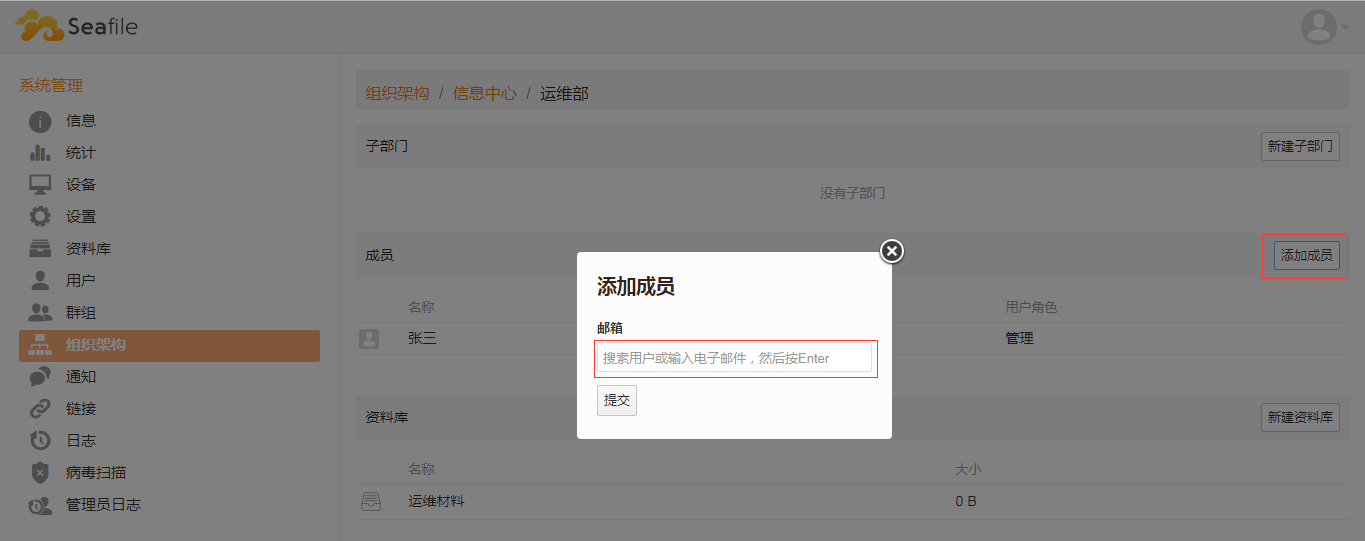 Seafile
系统管理
信息
统计
设备
设置
资料库
用户
群组
组织架构
通知
链接
日志
病毒扫描
管理员日志
组织架构 / 信息中心 / 运维部
子部门
新建子部门
没有子部门
成员
添加成员
名称
用户角色
张三
管理
添加成员
邮箱
搜索用户或输入电子邮件，然后按Enter
提交
资料库
新建资料库
名称
大小
运维材料
0 B